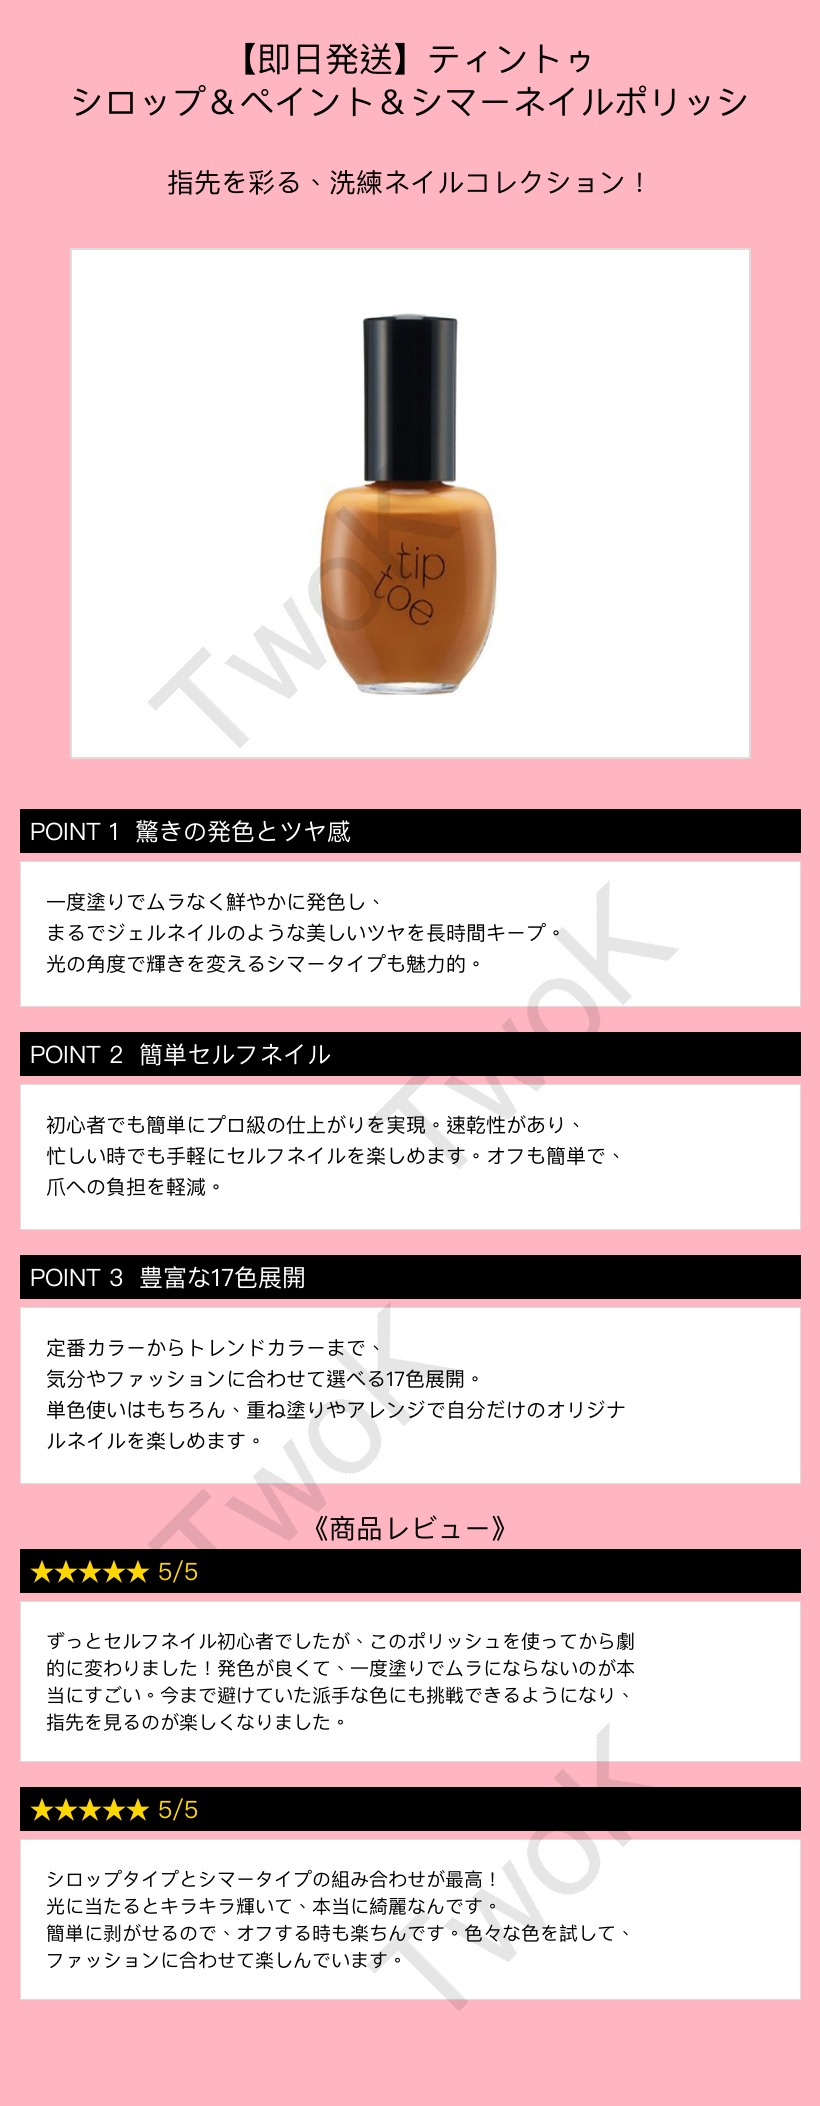 【即日発送】ティントゥ
シロップ＆ペイント＆シマーネイルポリッシ
指先を彩る、洗練ネイルコレクション！
tip
toe
TwoK
POINT 1 驚きの発色とツヤ感
一度塗りでムラなく鮮やかに発色し、
まるでジェルネイルのような美しいツヤを長時間キープ。
光の角度で輝きを変えるシマータイプも魅力的。
TwoK
POINT 2 簡単セルフネイル
初心者でも簡単にプロ級の仕上がりを実現。速乾性があり、
忙しい時でも手軽にセルフネイルを楽しめます。オフも簡単で、
爪への負担を軽減。
POINT 3 豊富な17色展開
定番カラーからトレンドカラーまで、
気分やファッションに合わせて選べる17色展開。
単色使いはもちろん、重ね塗りやアレンジで自分だけのオリジナ
ルネイルを楽しめます。
TwoK
《商品レビュー》
★★★★★ 5/5
ずっとセルフネイル初心者でしたが、このポリッシュを使ってから劇
的に変わりました！発色が良くて、一度塗りでムラにならないのが本
当にすごい。今まで避けていた派手な色にも挑戦できるようになり、
指先を見るのが楽しくなりました。
★★★★★ 5/5
シロップタイプとシマータイプの組み合わせが最高！
光に当たるとキラキラ輝いて、本当に綺麗なんです。
簡単に剥がせるので、オフする時も楽ちんです。色々な色を試して、
ファッションに合わせて楽しんでいます。
TwoK